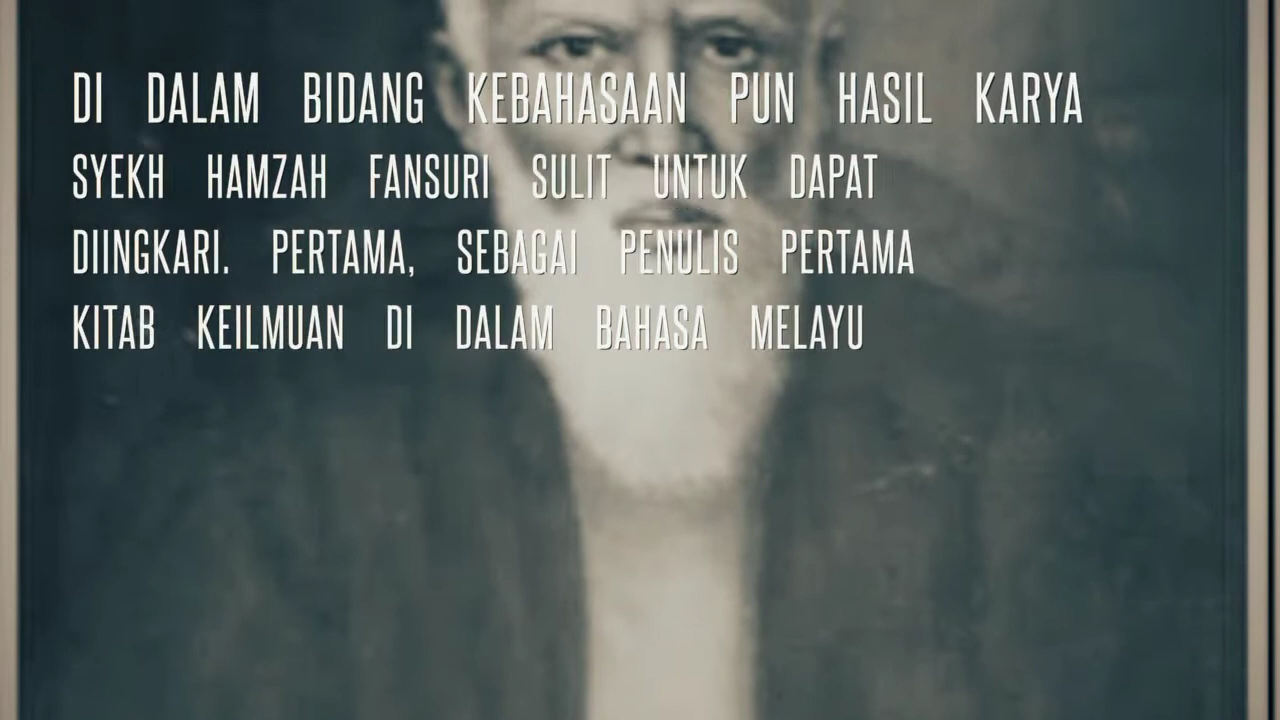 DI DALAM BIDANG KEBAHASAAN PUN HASIL KARYA
SYEKH HAMZAH FANSURI SULIT UNTUK DAPAT
DIINGKARI. PERTAMA, SEBAGAI PENULIS PERTAMA
KITAB KEILMUAN DI DALAM BAHASA MELAYU